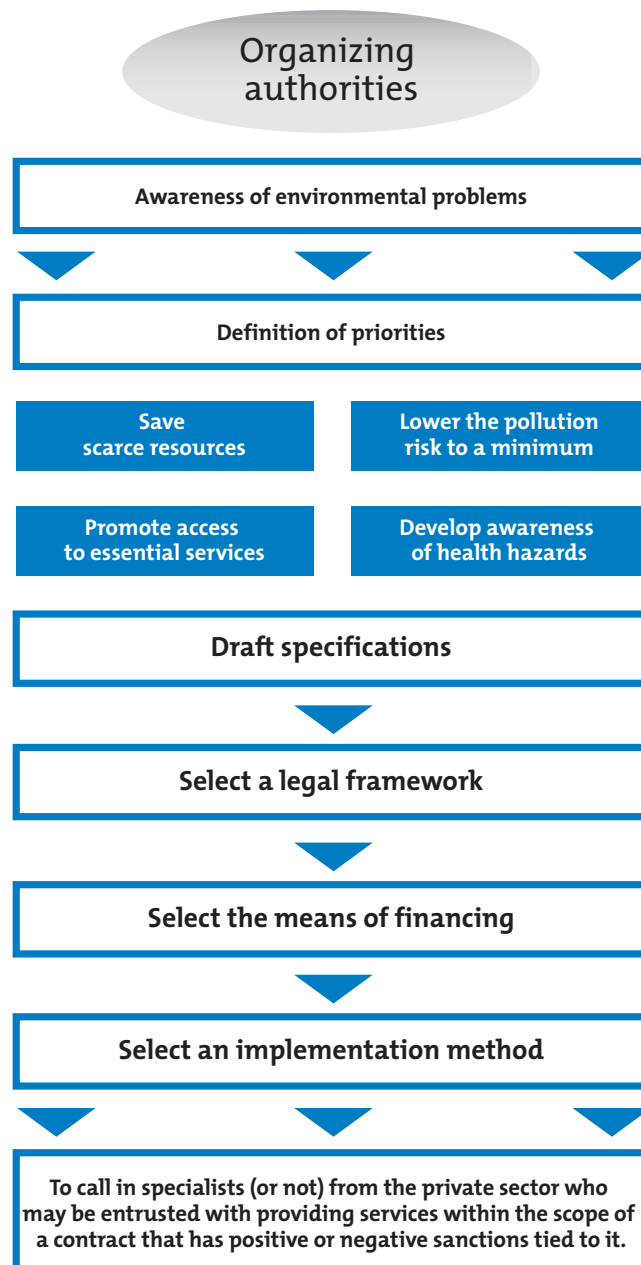 Organizing
authorities
Awareness of environmental problems
Definition of priorities
Save
scarce resources
Lower the pollution
risk to a minimum
Promote access
to essential services
Develop awareness
of health hazards
Draft specifications
Select a legal framework
Select the means of financing
Select an implementation method
To call in specialists (or not) from the private sector who
may be entrusted with providing services within the scope of
a contract that has positive or negative sanctions tied to it.